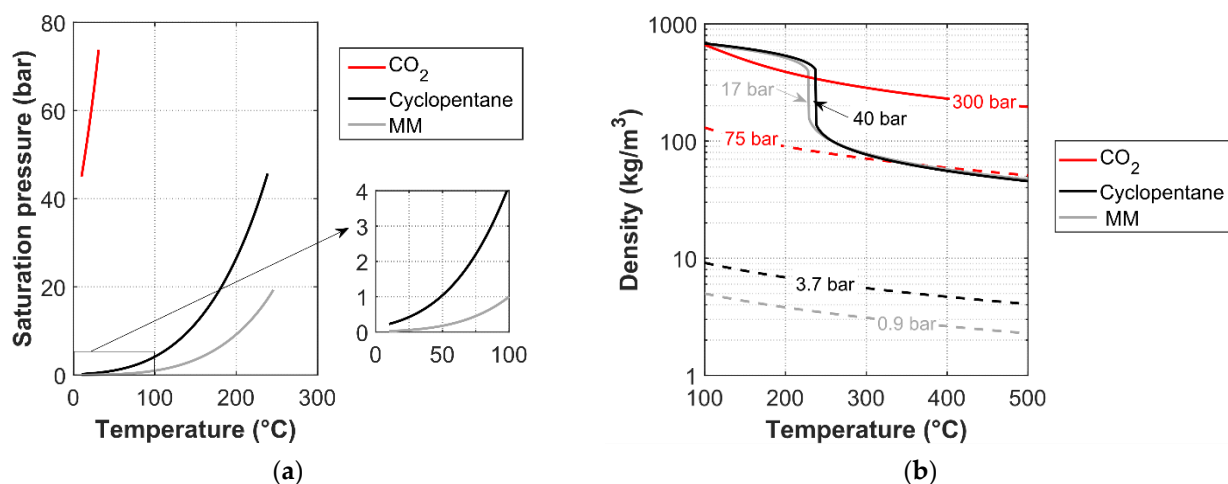 Saturation pressure (bar)
80
60
40
20
0
0
100
200
300
Temperature (°C)
CO2
Cyclopentane
MM
4
3
2
1
0
0
50
100
(a)
Density (kg/m3)
1000
100
10
1
17 bar
40 bar
300 bar
75 bar
3.7 bar
0.9 bar
100
200
300
400
500
Temperature (°C)
CO2
Cyclopentane
MM
(b)